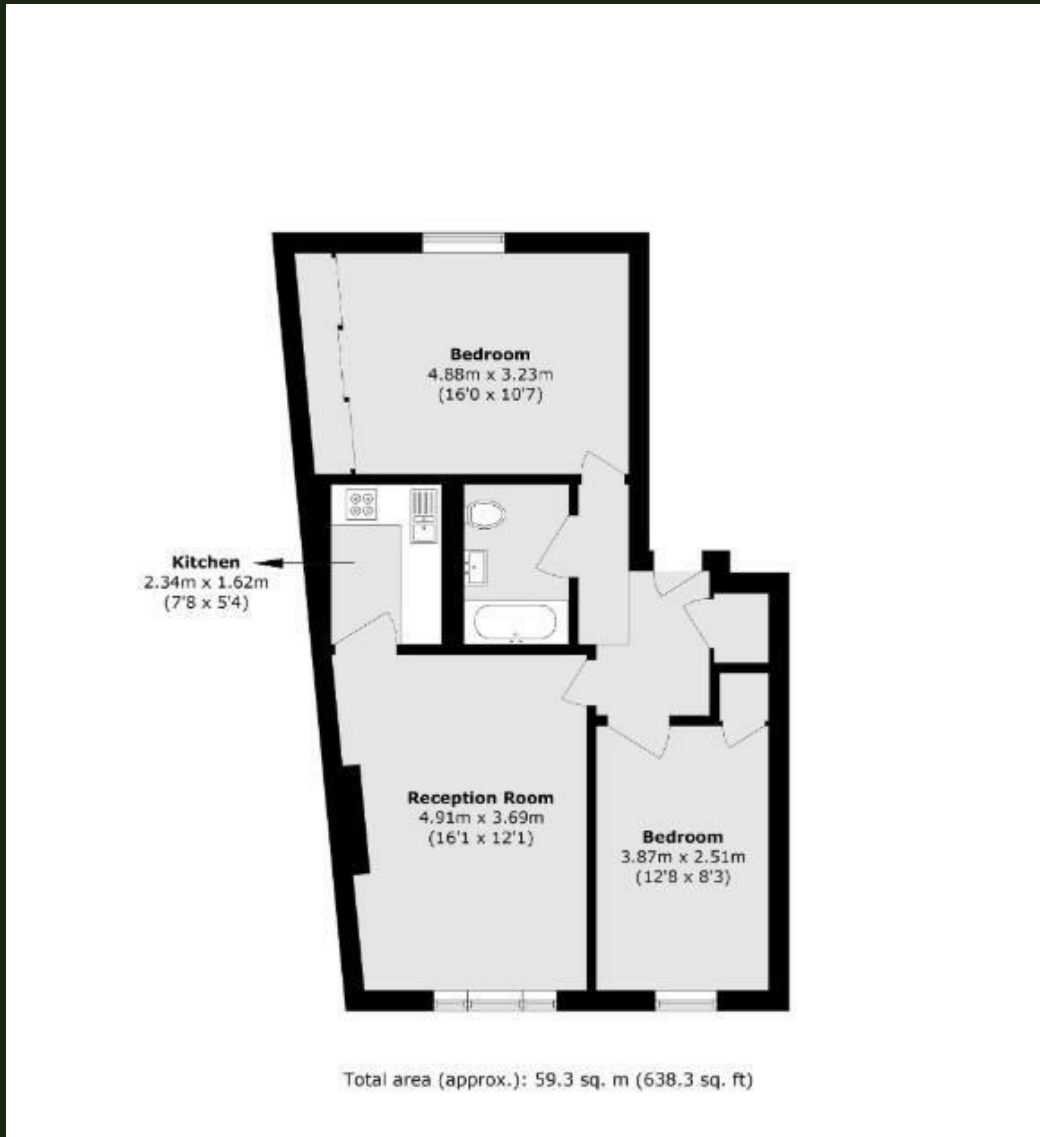 Bedroom
4.88m x 3.23m
(16'0 x 10'7)
Kitchen
2.34m x 1.62m
(7'8 x 5'4)
Reception Room
4.91m x 3.69m
(16'1 x 12'1)
Bedroom
3.87m x 2.51m
(12'8 x 8'3)
Total area (approx.): 59.3 sq. m (638.3 sq. ft)